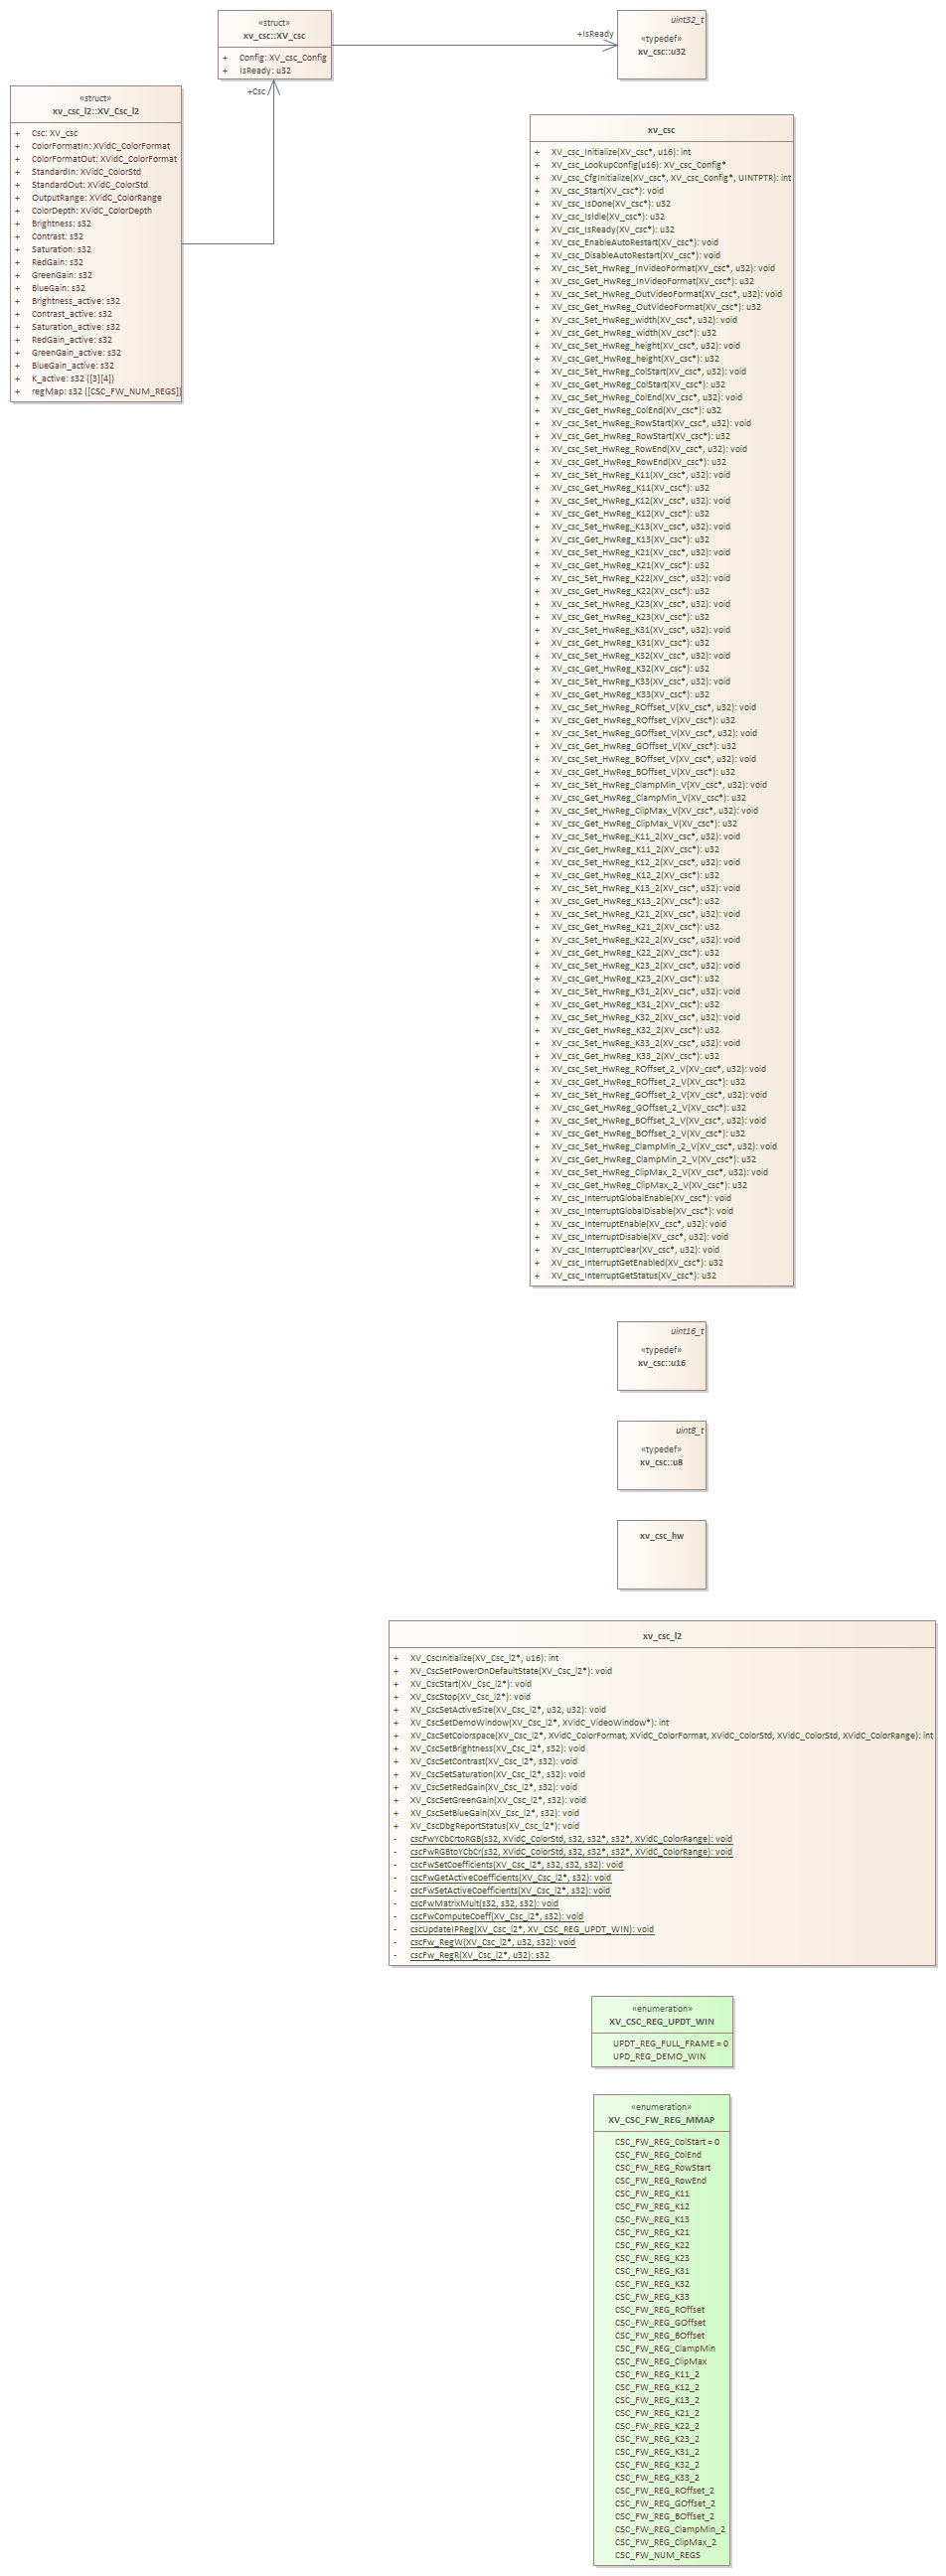 «struct»
xv_csc::XV_csc
+ Config: XV_csc_Config
+ IsReady: u32
+IsReady
uint32_t
«typedef»
xv_csc::u32
+Csc
«struct»
xv_csc_l2::XV_Csc_l2
+ Csc: XV_csc
+ ColorFormatIn: XVidC_ColorFormat
+ ColorFormatOut: XVidC_ColorFormat
+ StandardIn: XVidC_ColorStd
+ StandardOut: XVidC_ColorStd
+ OutputRange: XVidC_ColorRange
+ ColorDepth: XVidC_ColorDepth
+ Brightness: s32
+ Contrast: s32
+ Saturation: s32
+ RedGain: s32
+ GreenGain: s32
+ BlueGain: s32
+ Brightness_active: s32
+ Contrast_active: s32
+ Saturation_active: s32
+ RedGain_active: s32
+ GreenGain_active: s32
+ BlueGain_active: s32
+ K_active: s32 ([3][4])
+ regMap: s32 ([CSC_FW_NUM_REGS])
xv_csc
+ XV_csc_Initialize(XV_csc*, u16): int
+ XV_csc_LookupConfig(u16): XV_csc_Config*
+ XV_csc_CfgInitialize(XV_csc*, XV_csc_Config*, UINTPTR): int
+ XV_csc_Start(XV_csc*): void
+ XV_csc_IsDone(XV_csc*): u32
+ XV_csc_IsIdle(XV_csc*): u32
+ XV_csc_IsReady(XV_csc*): u32
+ XV_csc_EnableAutoRestart(XV_csc*): void
+ XV_csc_DisableAutoRestart(XV_csc*): void
+ XV_csc_Set_HwReg_InVideoFormat(XV_csc*, u32): void
+ XV_csc_Get_HwReg_InVideoFormat(XV_csc*): u32
+ XV_csc_Set_HwReg_OutVideoFormat(XV_csc*, u32): void
+ XV_csc_Get_HwReg_OutVideoFormat(XV_csc*): u32
+ XV_csc_Set_HwReg_width(XV_csc*, u32): void
+ XV_csc_Get_HwReg_width(XV_csc*): u32
+ XV_csc_Set_HwReg_height(XV_csc*, u32): void
+ XV_csc_Get_HwReg_height(XV_csc*): u32
+ XV_csc_Set_HwReg_ColStart(XV_csc*, u32): void
+ XV_csc_Get_HwReg_ColStart(XV_csc*): u32
+ XV_csc_Set_HwReg_ColEnd(XV_csc*, u32): void
+ XV_csc_Get_HwReg_ColEnd(XV_csc*): u32
+ XV_csc_Set_HwReg_RowStart(XV_csc*, u32): void
+ XV_csc_Get_HwReg_RowStart(XV_csc*): u32
+ XV_csc_Set_HwReg_RowEnd(XV_csc*, u32): void
+ XV_csc_Get_HwReg_RowEnd(XV_csc*): u32
+ XV_csc_Set_HwReg_K11(XV_csc*, u32): void
+ XV_csc_Get_HwReg_K11(XV_csc*): u32
+ XV_csc_Set_HwReg_K12(XV_csc*, u32): void
+ XV_csc_Get_HwReg_K12(XV_csc*): u32
+ XV_csc_Set_HwReg_K13(XV_csc*, u32): void
+ XV_csc_Get_HwReg_K13(XV_csc*): u32
+ XV_csc_Set_HwReg_K21(XV_csc*, u32): void
+ XV_csc_Get_HwReg_K21(XV_csc*): u32
+ XV_csc_Set_HwReg_K22(XV_csc*, u32): void
+ XV_csc_Get_HwReg_K22(XV_csc*): u32
+ XV_csc_Set_HwReg_K23(XV_csc*, u32): void
+ XV_csc_Get_HwReg_K23(XV_csc*): u32
+ XV_csc_Set_HwReg_K31(XV_csc*, u32): void
+ XV_csc_Get_HwReg_K31(XV_csc*): u32
+ XV_csc_Set_HwReg_K32(XV_csc*, u32): void
+ XV_csc_Get_HwReg_K32(XV_csc*): u32
+ XV_csc_Set_HwReg_K33(XV_csc*, u32): void
+ XV_csc_Get_HwReg_K33(XV_csc*): u32
+ XV_csc_Set_HwReg_ROffset_V(XV_csc*, u32): void
+ XV_csc_Get_HwReg_ROffset_V(XV_csc*): u32
+ XV_csc_Set_HwReg_GOffset_V(XV_csc*, u32): void
+ XV_csc_Get_HwReg_GOffset_V(XV_csc*): u32
+ XV_csc_Set_HwReg_BOffset_V(XV_csc*, u32): void
+ XV_csc_Get_HwReg_BOffset_V(XV_csc*): u32
+ XV_csc_Set_HwReg_ClampMin_V(XV_csc*, u32): void
+ XV_csc_Get_HwReg_ClampMin_V(XV_csc*): u32
+ XV_csc_Set_HwReg_ClipMax_V(XV_csc*, u32): void
+ XV_csc_Get_HwReg_ClipMax_V(XV_csc*): u32
+ XV_csc_Set_HwReg_K11_2(XV_csc*, u32): void
+ XV_csc_Get_HwReg_K11_2(XV_csc*): u32
+ XV_csc_Set_HwReg_K12_2(XV_csc*, u32): void
+ XV_csc_Get_HwReg_K12_2(XV_csc*): u32
+ XV_csc_Set_HwReg_K13_2(XV_csc*, u32): void
+ XV_csc_Get_HwReg_K13_2(XV_csc*): u32
+ XV_csc_Set_HwReg_K21_2(XV_csc*, u32): void
+ XV_csc_Get_HwReg_K21_2(XV_csc*): u32
+ XV_csc_Set_HwReg_K22_2(XV_csc*, u32): void
+ XV_csc_Get_HwReg_K22_2(XV_csc*): u32
+ XV_csc_Set_HwReg_K23_2(XV_csc*, u32): void
+ XV_csc_Get_HwReg_K23_2(XV_csc*): u32
+ XV_csc_Set_HwReg_K31_2(XV_csc*, u32): void
+ XV_csc_Get_HwReg_K31_2(XV_csc*): u32
+ XV_csc_Set_HwReg_K32_2(XV_csc*, u32): void
+ XV_csc_Get_HwReg_K32_2(XV_csc*): u32
+ XV_csc_Set_HwReg_K33_2(XV_csc*, u32): void
+ XV_csc_Get_HwReg_K33_2(XV_csc*): u32
+ XV_csc_Set_HwReg_ROffset_2_V(XV_csc*, u32): void
+ XV_csc_Get_HwReg_ROffset_2_V(XV_csc*): u32
+ XV_csc_Set_HwReg_GOffset_2_V(XV_csc*, u32): void
+ XV_csc_Get_HwReg_GOffset_2_V(XV_csc*): u32
+ XV_csc_Set_HwReg_BOffset_2_V(XV_csc*, u32): void
+ XV_csc_Get_HwReg_BOffset_2_V(XV_csc*): u32
+ XV_csc_Set_HwReg_ClampMin_2_V(XV_csc*, u32): void
+ XV_csc_Get_HwReg_ClampMin_2_V(XV_csc*): u32
+ XV_csc_Set_HwReg_ClipMax_2_V(XV_csc*, u32): void
+ XV_csc_Get_HwReg_ClipMax_2_V(XV_csc*): u32
+ XV_csc_InterruptGlobalEnable(XV_csc*): void
+ XV_csc_InterruptGlobalDisable(XV_csc*): void
+ XV_csc_InterruptEnable(XV_csc*, u32): void
+ XV_csc_InterruptDisable(XV_csc*, u32): void
+ XV_csc_InterruptClear(XV_csc*, u32): void
+ XV_csc_InterruptGetEnabled(XV_csc*): u32
+ XV_csc_InterruptGetStatus(XV_csc*): u32
uint16_t
«typedef»
xv_csc::u16
uint8_t
«typedef»
xv_csc::u8
xv_csc_hw
xv_csc_l2
+ XV_CscInitialize(XV_Csc_l2*, u16): int
+ XV_CscSetPowerOnDefaultState(XV_Csc_l2*): void
+ XV_CscStart(XV_Csc_l2*): void
+ XV_CscStop(XV_Csc_l2*): void
+ XV_CscSetActiveSize(XV_Csc_l2*, u32, u32): void
+ XV_CscSetDemoWindow(XV_Csc_l2*, XVidC_VideoWindow*): int
+ XV_CscSetColorspace(XV_Csc_l2*, XVidC_ColorFormat, XVidC_ColorFormat, XVidC_ColorStd, XVidC_ColorStd, XVidC_ColorRange): int
+ XV_CscSetBrightness(XV_Csc_l2*, s32): void
+ XV_CscSetContrast(XV_Csc_l2*, s32): void
+ XV_CscSetSaturation(XV_Csc_l2*, s32): void
+ XV_CscSetRedGain(XV_Csc_l2*, s32): void
+ XV_CscSetGreenGain(XV_Csc_l2*, s32): void
+ XV_CscSetBlueGain(XV_Csc_l2*, s32): void
+ XV_CscDbgReportStatus(XV_Csc_l2*): void
- cscFwYCbCrtoRGB(s32, XVidC_ColorStd, s32, s32*, s32*, XVidC_ColorRange): void
- cscFwRGBtoYCbCr(s32, XVidC_ColorStd, s32, s32*, s32*, XVidC_ColorRange): void
- cscFwSetCoefficients(XV_Csc_l2*, s32, s32, s32): void
- cscFwGetActiveCoefficients(XV_Csc_l2*, s32): void
- cscFwSetActiveCoefficients(XV_Csc_l2*, s32): void
- cscFwMatrixMult(s32, s32, s32): void
- cscFwComputeCoeff(XV_Csc_l2*, s32): void
- cscUpdateIPReg(XV_Csc_l2*, XV_CSC_REG_UPDT_WIN): void
- cscFw_RegW(XV_Csc_l2*, u32, s32): void
- cscFw_RegR(XV_Csc_l2*, u32): s32
«enumeration»
XV_CSC_REG_UPDT_WIN
UPDT_REG_FULL_FRAME = 0
UPD_REG_DEMO_WIN
«enumeration»
XV_CSC_FW_REG_MMAP
CSC_FW_REG_ColStart = 0
CSC_FW_REG_ColEnd
CSC_FW_REG_RowStart
CSC_FW_REG_RowEnd
CSC_FW_REG_K11
CSC_FW_REG_K12
CSC_FW_REG_K13
CSC_FW_REG_K21
CSC_FW_REG_K22
CSC_FW_REG_K23
CSC_FW_REG_K31
CSC_FW_REG_K32
CSC_FW_REG_K33
CSC_FW_REG_ROffset
CSC_FW_REG_GOffset
CSC_FW_REG_BOffset
CSC_FW_REG_ClampMin
CSC_FW_REG_ClipMax
CSC_FW_REG_K11_2
CSC_FW_REG_K12_2
CSC_FW_REG_K13_2
CSC_FW_REG_K21_2
CSC_FW_REG_K22_2
CSC_FW_REG_K23_2
CSC_FW_REG_K31_2
CSC_FW_REG_K32_2
CSC_FW_REG_K33_2
CSC_FW_REG_ROffset_2
CSC_FW_REG_GOffset_2
CSC_FW_REG_BOffset_2
CSC_FW_REG_ClampMin_2
CSC_FW_REG_ClipMax_2
CSC_FW_NUM_REGS